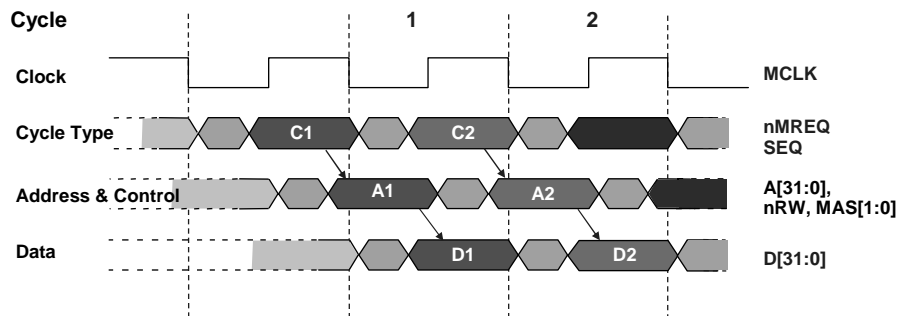 Cycle 1 2
Clock MCLK
Cycle Type C1 C2 nMREQ
SEQ
Address & Control A1 A2 A[31:0],
nRW, MAS[1:0]
Data D1 D2 D[31:0]